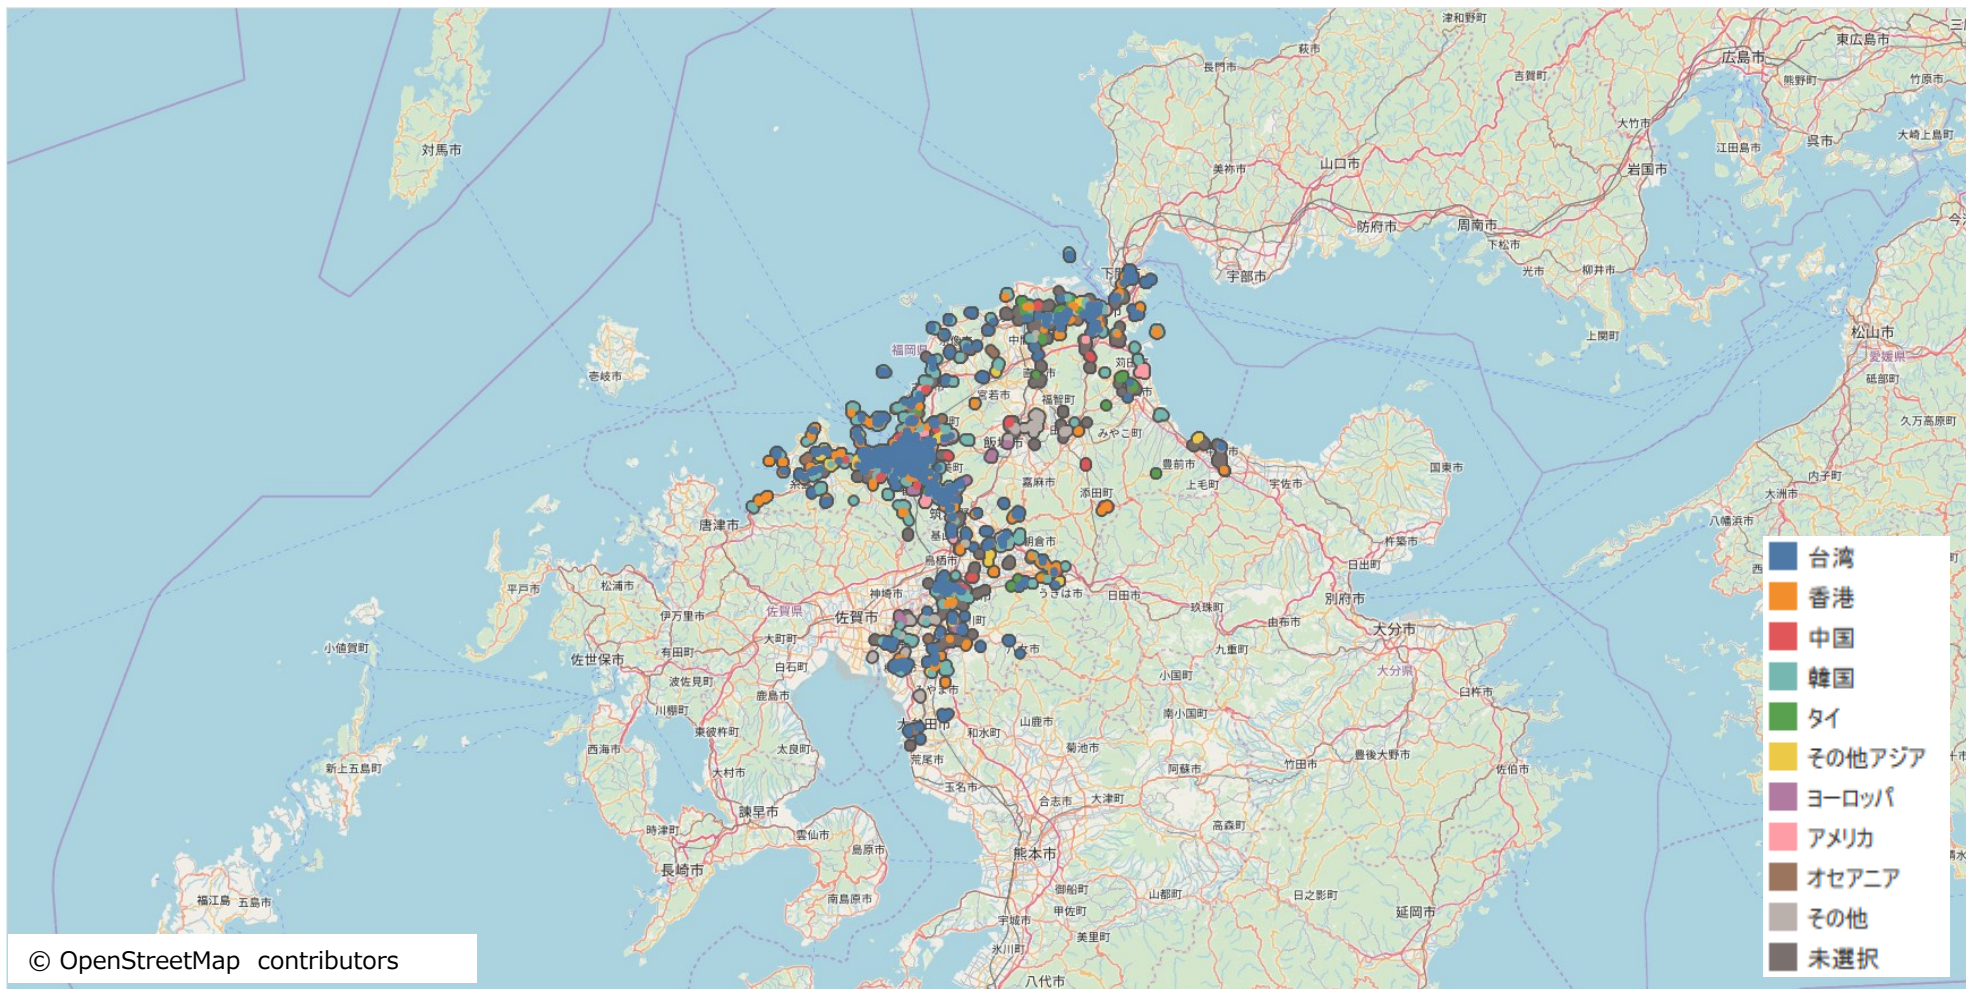 津和野町
萩市
東広島市
広島市
長門市
吉賀町
熊野町
竹原市
大竹市
大崎上島町
江田島市
呉市
対馬市
美祢市
山口市
岩国市
防府市
周南市
下松市
宇部市
光市
柳井市
上関町
松山市
愛媛県
砥部町
久万高原町
内子町
大洲市
八幡浜市
福岡県
壱岐市
宮若市
福智町
みやこ町
豊前市
上毛町
宇佐市
国東市
嘉麻市
添田町
唐津市
朝倉市
鳥栖市
杵築市
日出町
平戸市
松浦市
神埼市
うきは市
日田市
玖珠町
別府市
伊万里市
佐賀県
佐賀市
由布市
大分市
小値賀町
有田町
大町町
九重町
大分県
佐世保市
白石町
波佐見町
鹿島市
みやま市
小国町
臼杵市
川棚町
南小国町
東彼杵町
大牟田市
山鹿市
和水町
西海市
太良町
菊池市
豊後大野市
荒尾市
新上五島町
大村市
阿蘇市
竹田市
佐伯市
玉名市
合志市
大津町
諫早市
時津町
雲仙市
高森町
島原市
熊本市
長崎市
福江島
五島市
南島原市
御船町
山都町
日之影町
甲佐町
延岡市
宇城市
美里町
氷川町
八代市
台湾
香港
中国
韓国
タイ
その他アジア
ヨーロッパ
アメリカ
オセアニア
その他
未選択
© OpenStreetMap contributors